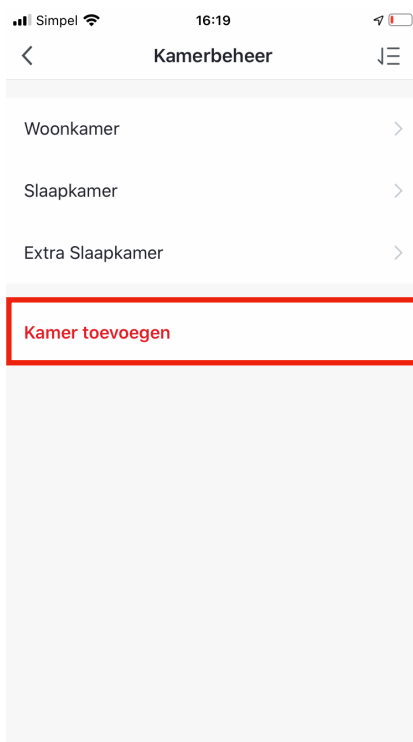 Simpel 16:19
Kamerbeheer
Woonkamer
Slaapkamer
Extra Slaapkamer
Kamer toevoegen